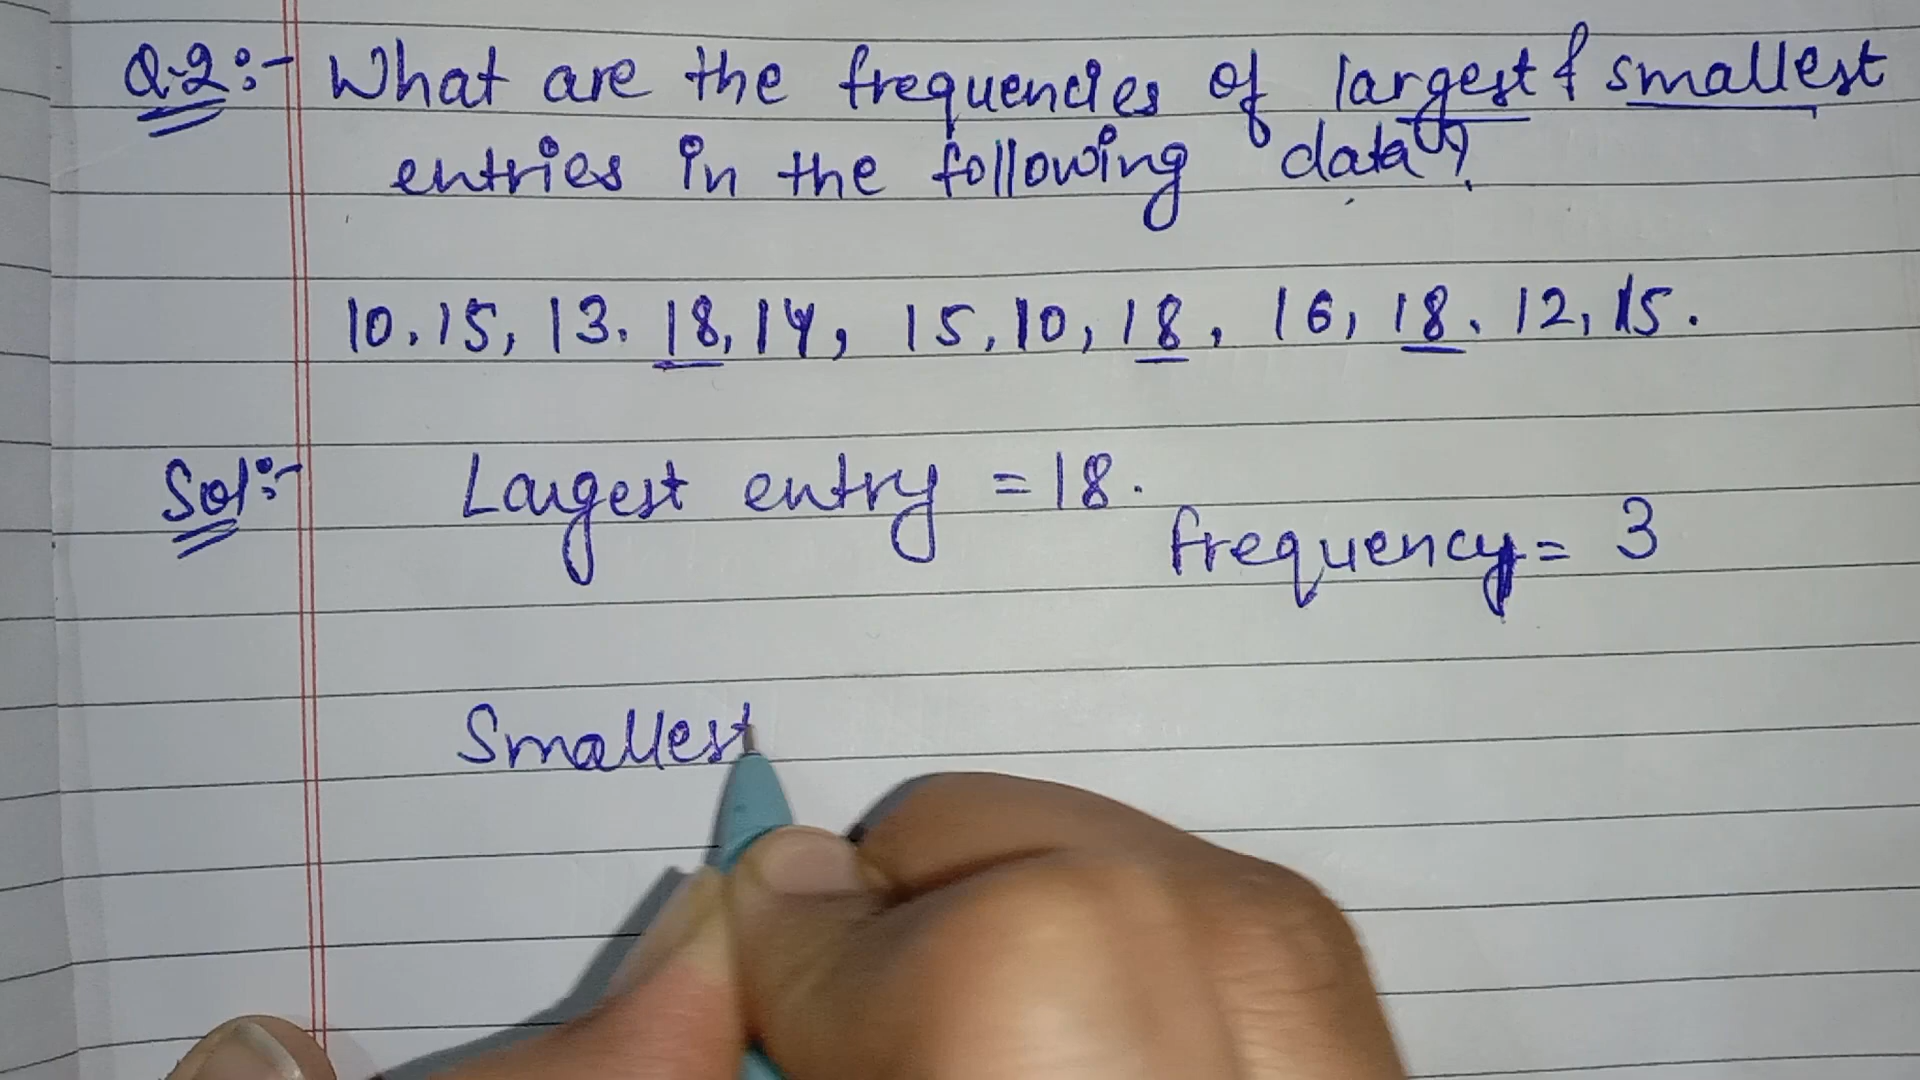 Q.2:- What are the frequencies of largest & smallest
entries in the following data?
10, 15, 13, 18, 14, 15, 10, 18, 16, 18, 12, 15.
Sol:- Largest entry = 18.
frequency = 3
Smallest